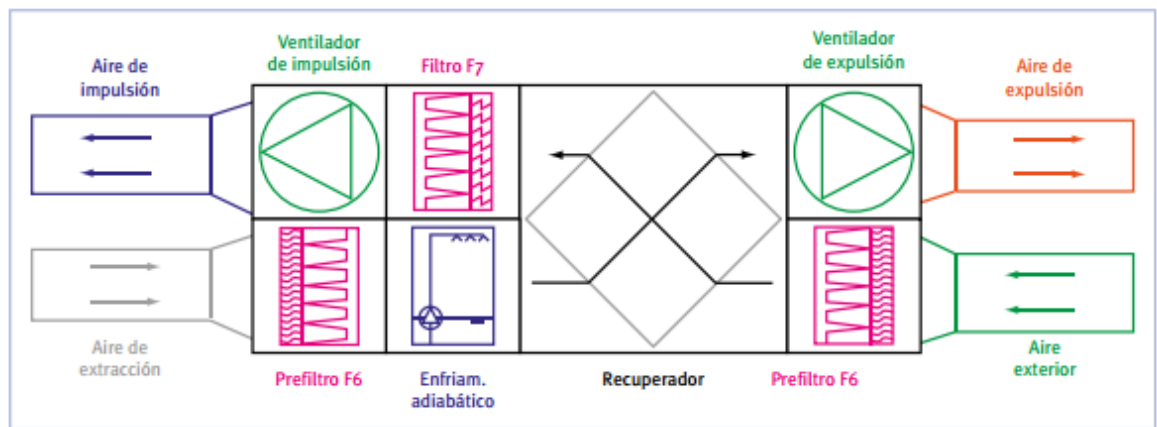 Ventilador
de impulsión
Ventilador
de expulsión
Aire de
impulsión
Filtro F7
Aire de
expulsión
Aire de
extracción
Prefiltro F6
Enfriam.
adiabático
Recuperador
Prefiltro F6
Aire
exterior